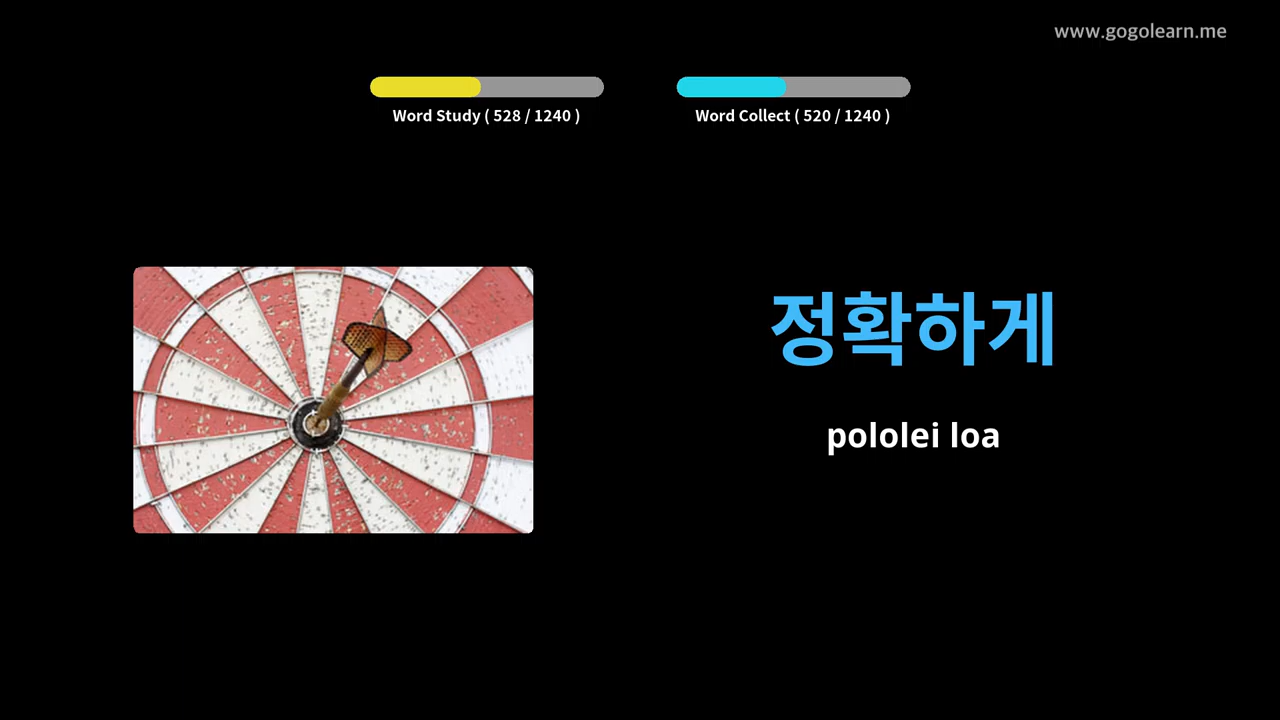 www.gogolearn.me
Word Study ( 528 / 1240 )
Word Collect ( 520 / 1240 )
정확하게
pololei loa